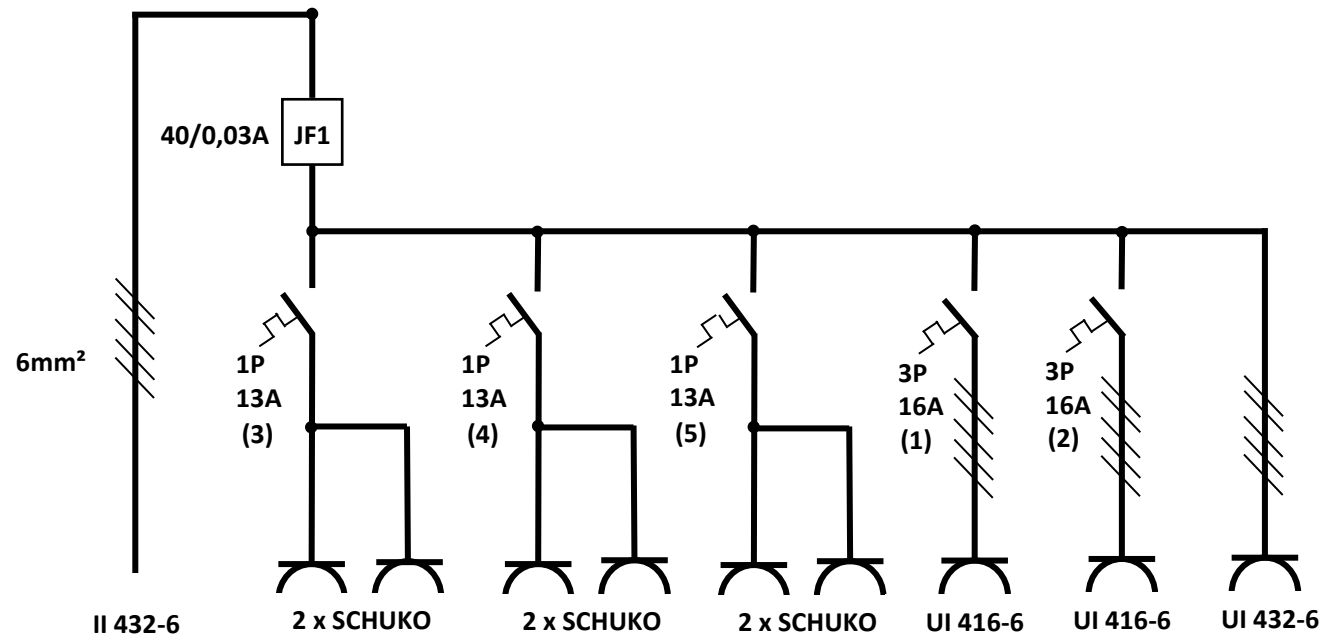 40/0,03A JF1
6mm²
1P
13A
(3)
1P
13A
(4)
1P
13A
(5)
3P
16A
(1)
3P
16A
(2)
II 432-6
2 x SCHUKO
2 x SCHUKO
2 x SCHUKO
UI 416-6
UI 416-6
UI 432-6